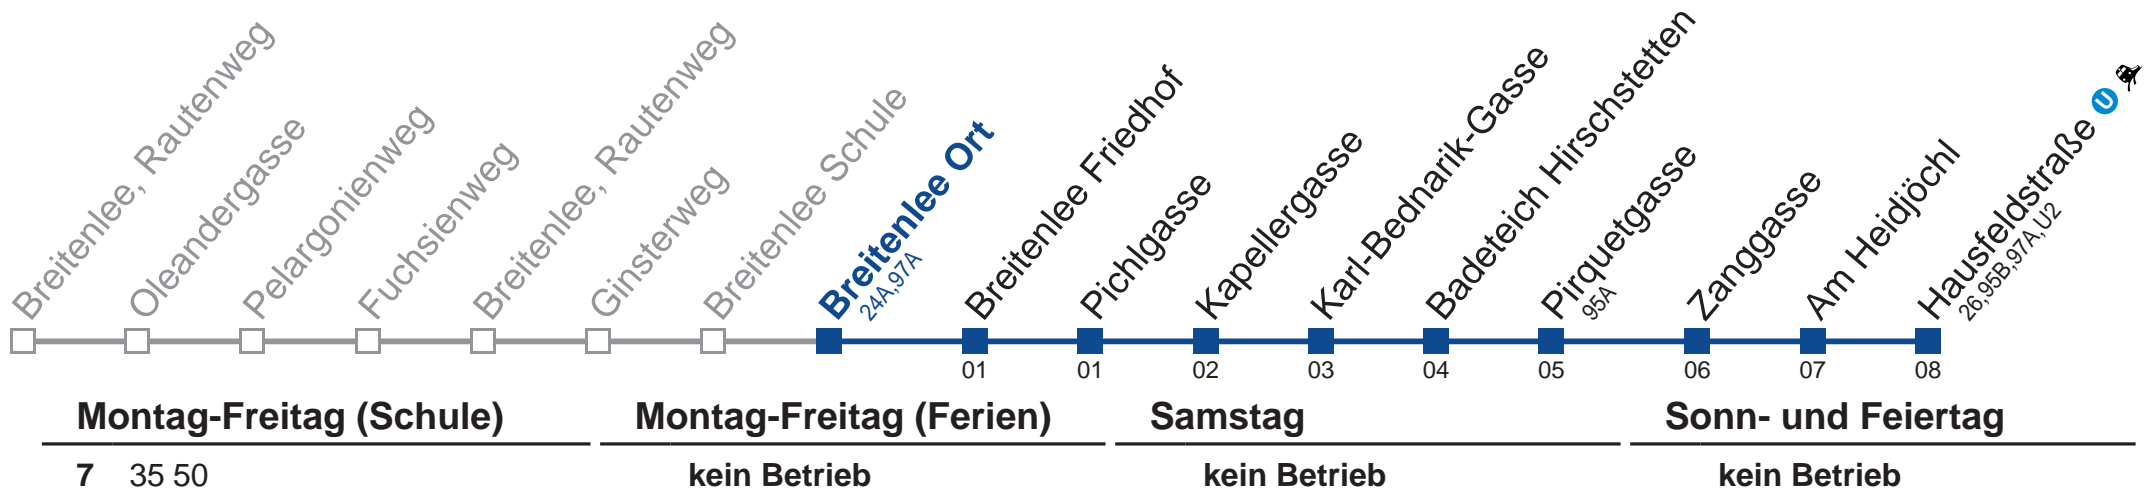 Breitenlee, Rautenweg
Oleandergasse
Pelargonienweg
Fuchsienweg
Breitenlee, Rautenweg
Ginsterweg
Breitenlee Schule
Breitenlee Ort
24A,97A
Breitenlee Friedhof
Pichlgasse
Kapellergasse
Karl-Bednarik-Gasse
Badeteich Hirschstetten
Pirquetgasse
95A
Zanggasse
Am Heidjöchl
Hausfeldstraße U
26,95B,97A,U2
01 01 02 03 04 05 06 07 08
Montag-Freitag (Schule) Montag-Freitag (Ferien) Samstag Sonn- und Feiertag
7 35 50 kein Betrieb kein Betrieb kein Betrieb